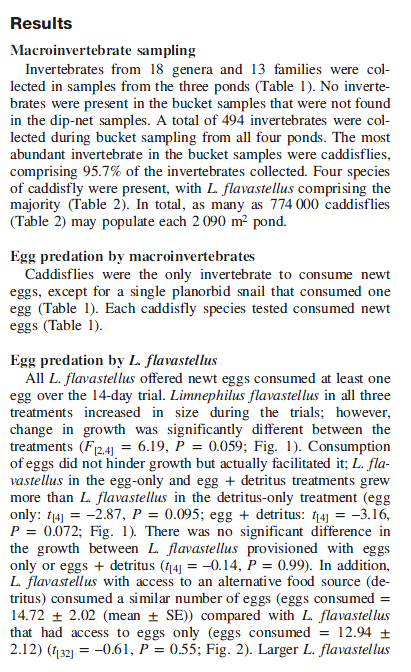 Results
Macroinvertebrate sampling
Invertebrates from 18 genera and 13 families were col-
lected in samples from the three ponds (Table 1). No inverte-
brates were present in the bucket samples that were not found
in the dip-net samples. A total of 494 invertebrates were col-
lected during bucket sampling from all four ponds. The most
abundant invertebrate in the bucket samples were caddisflies,
comprising 95.7% of the invertebrates collected. Four species
of caddisfly were present, with L. flavastellus comprising the
majority (Table 2). In total, as many as 774 000 caddisflies
(Table 2) may populate each 2 090 m² pond.
Egg predation by macroinvertebrates
Caddisflies were the only invertebrate to consume newt
eggs, except for a single planorbid snail that consumed one
egg (Table 1). Each caddisfly species tested consumed newt
eggs (Table 1).
Egg predation by L. flavastellus
All L. flavastellus offered newt eggs consumed at least one
egg over the 14-day trial. Limnephilus flavastellus in all three
treatments increased in size during the trials; however,
change in growth was significantly different between the
treatments (F[2,4] = 6.19, P = 0.059; Fig. 1). Consumption
of eggs did not hinder growth but actually facilitated it; L. fla-
vastellus in the egg-only and egg + detritus treatments grew
more than L. flavastellus in the detritus-only treatment (egg
only: t[4] = −2.87, P = 0.095; egg + detritus: t[4] = −3.16,
P = 0.072; Fig. 1). There was no significant difference in
the growth between L. flavastellus provisioned with eggs
only or eggs + detritus (t[4] = −0.14, P = 0.99). In addition,
L. flavastellus with access to an alternative food source (de-
tritus) consumed a similar number of eggs (eggs consumed =
14.72 ± 2.02 (mean ± SE)) compared with L. flavastellus
that had access to eggs only (eggs consumed = 12.94 ±
2.12) (t[32] = −0.61, P = 0.55; Fig. 2). Larger L. flavastellus